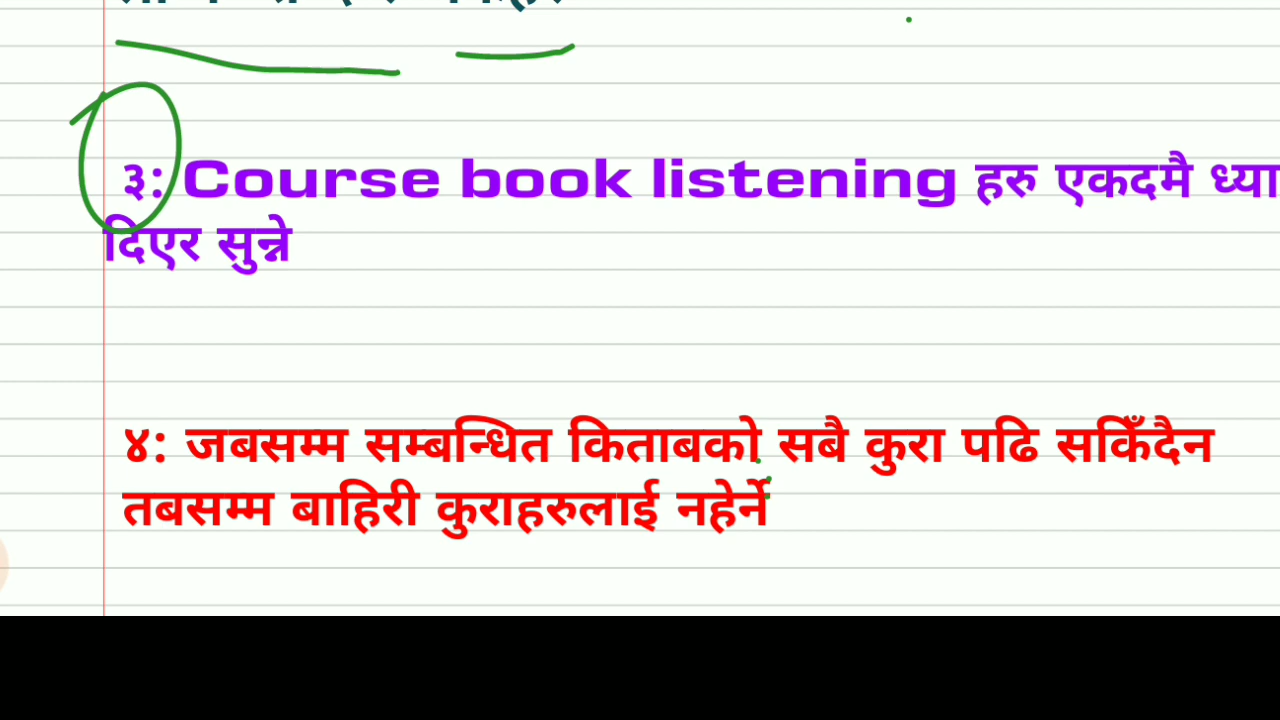 ३: Course book listening हरु एकदमै
दिएर सुन्ने
४: जबसम्म सम्बन्धित किताबको सबै कुरा पढि सकिँदैन
तबसम्म बाहिरी कुराहरुलाई नहेर्ने